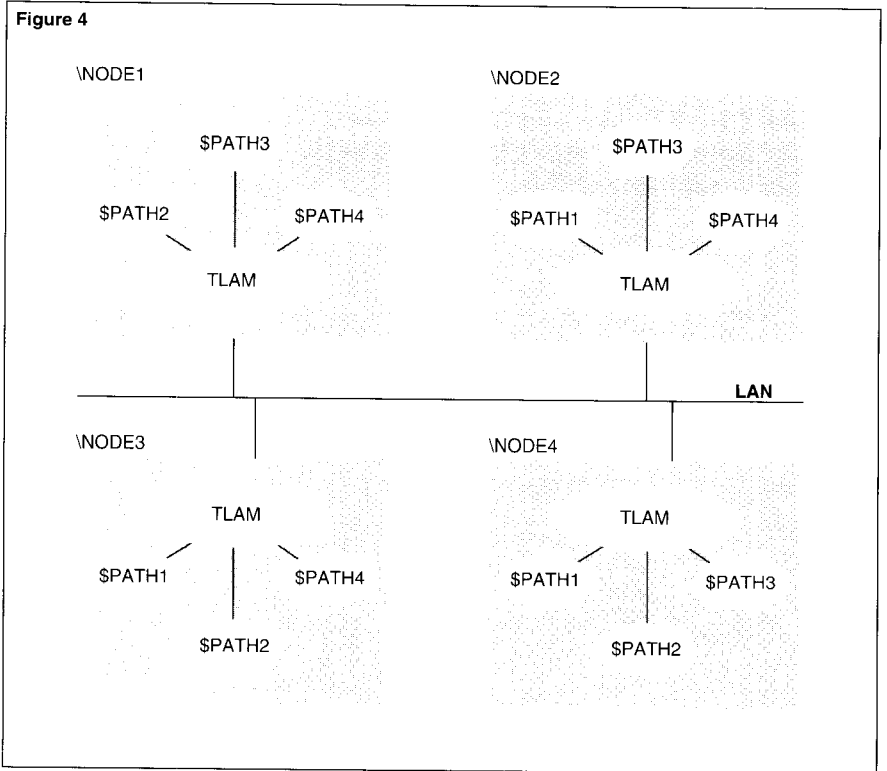 Figure 4
\NODE1
$PATH3
$PATH2
$PATH4
TLAM
\NODE2
$PATH3
$PATH1
$PATH4
TLAM
LAN
\NODE3
TLAM
$PATH1
$PATH4
$PATH2
\NODE4
TLAM
$PATH1
$PATH3
$PATH2